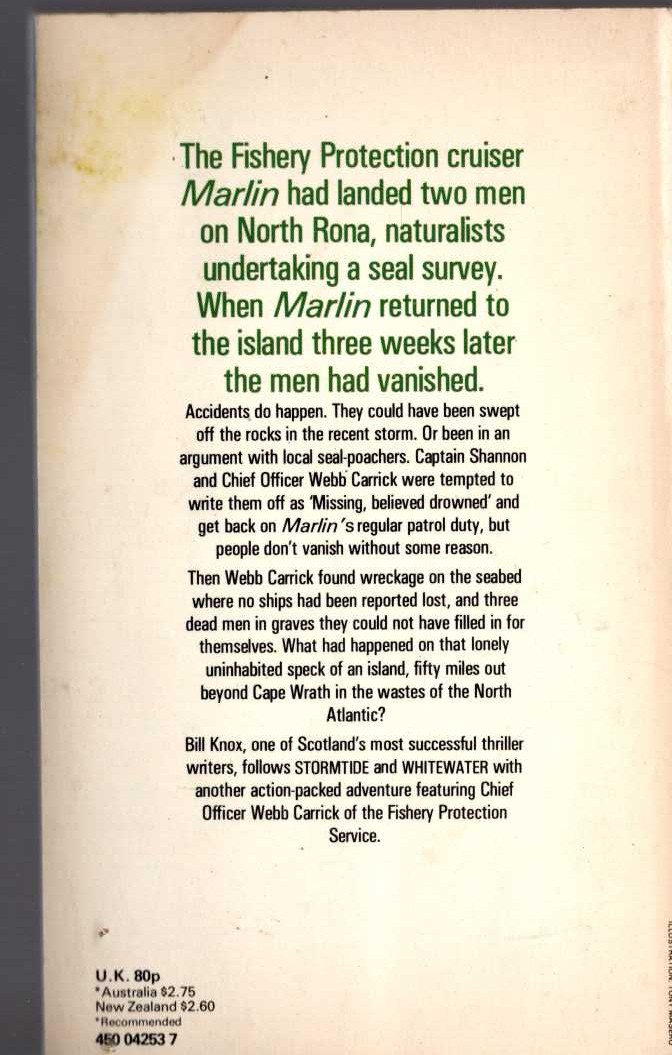 The Fishery Protection cruiser
Marlin had landed two men
on North Rona, naturalists
undertaking a seal survey.
When Marlin returned to
the island three weeks later
the men had vanished.
Accidents do happen. They could have been swept
off the rocks in the recent storm. Or been in an
argument with local seal-poachers. Captain Shannon
and Chief Officer Webb Carrick were tempted to
write them off as 'Missing, believed drowned' and
get back on Marlin's regular patrol duty, but
people don't vanish without some reason.
Then Webb Carrick found wreckage on the seabed
where no ships had been reported lost, and three
dead men in graves they could not have filled in for
themselves. What had happened on that lonely
uninhabited speck of an island, fifty miles out
beyond Cape Wrath in the wastes of the North
Atlantic?
Bill Knox, one of Scotland's most successful thriller
writers, follows STORMTIDE and WHITEWATER with
another action-packed adventure featuring Chief
Officer Webb Carrick of the Fishery Protection
Service.
U.K. 80p
*Australia $2.75
New Zealand $2.60
*Recommended
450 04253 7